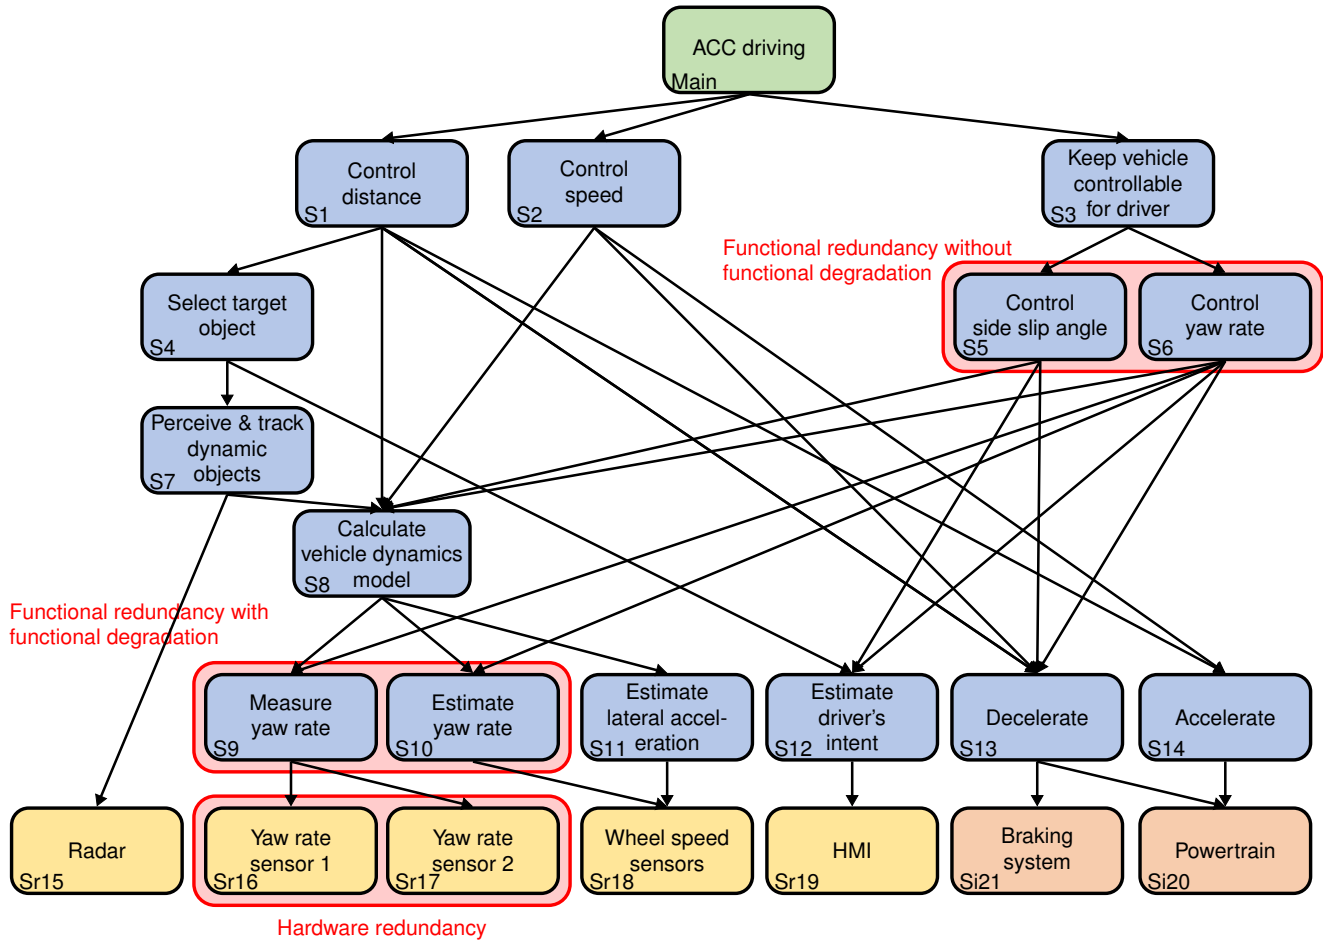 ACC driving
Main
Control
distance
S1
Control
speed
S2
Keep vehicle
controllable
for driver
S3
Functional redundancy without
functional degradation
Select target
object
S4
Control
side slip angle
S5
Control
yaw rate
S6
Perceive & track
dynamic
objects
S7
Calculate
vehicle dynamics
model
S8
Functional redundancy with
functional degradation
Measure
yaw rate
S9
Estimate
yaw rate
S10
Estimate
lateral accel-
eration
S11
Estimate
driver's
intent
S12
Decelerate
S13
Accelerate
S14
Radar
Sr15
Yaw rate
sensor 1
Sr16
Yaw rate
sensor 2
Sr17
Wheel speed
sensors
Sr18
HMI
Sr19
Braking
system
Si21
Powertrain
Si20
Hardware redundancy